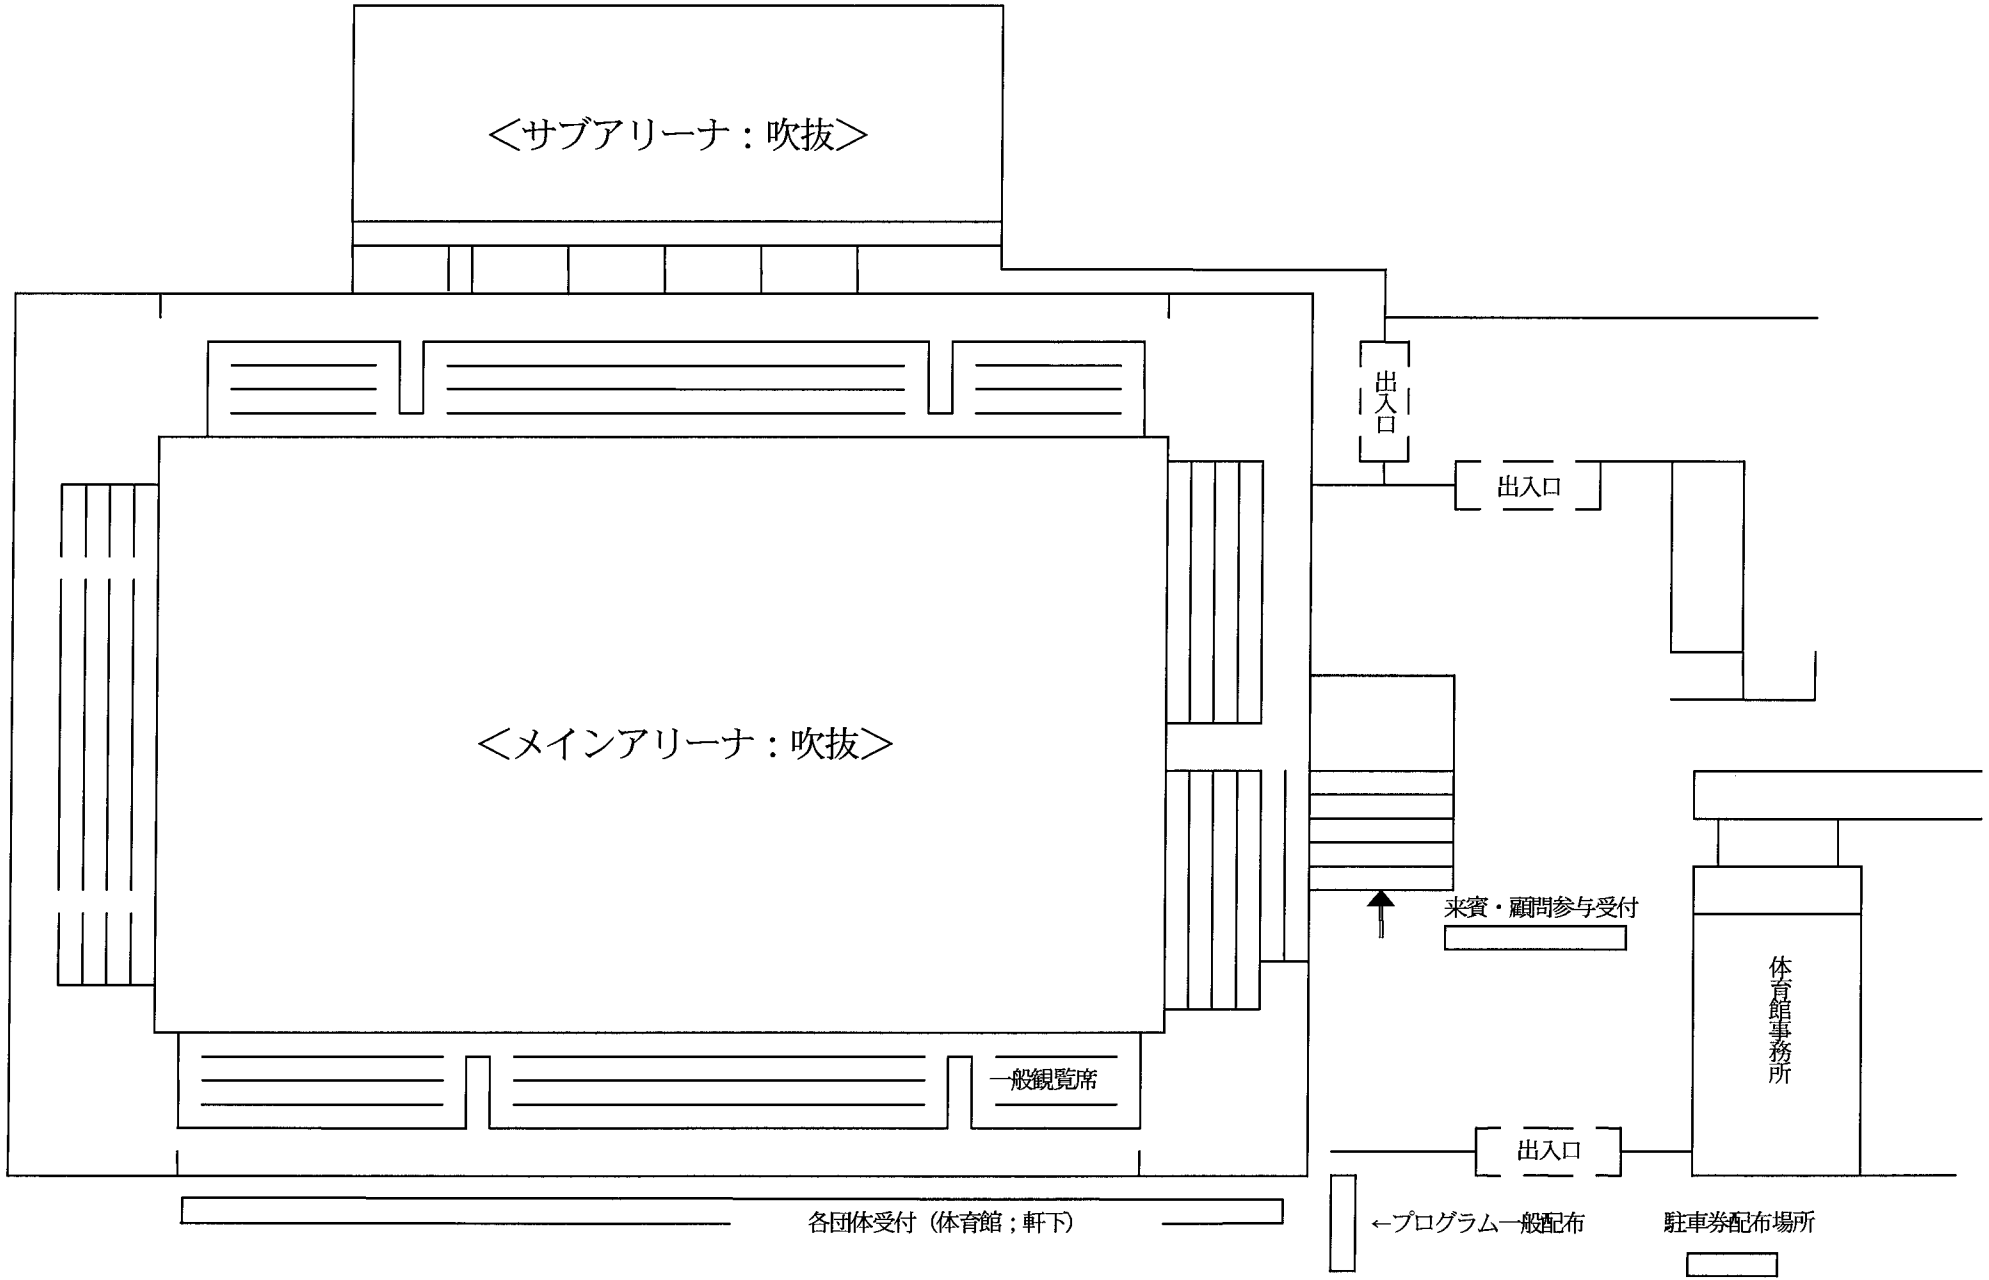 ＜サブアリーナ：吹抜＞
出入口
出入口
＜メインアリーナ：吹抜＞
来賓・顧問参与受付
体育館事務所
一般観覧席
出入口
各団体受付（体育館；軒下）
←プログラム一般配布
駐車券配布場所